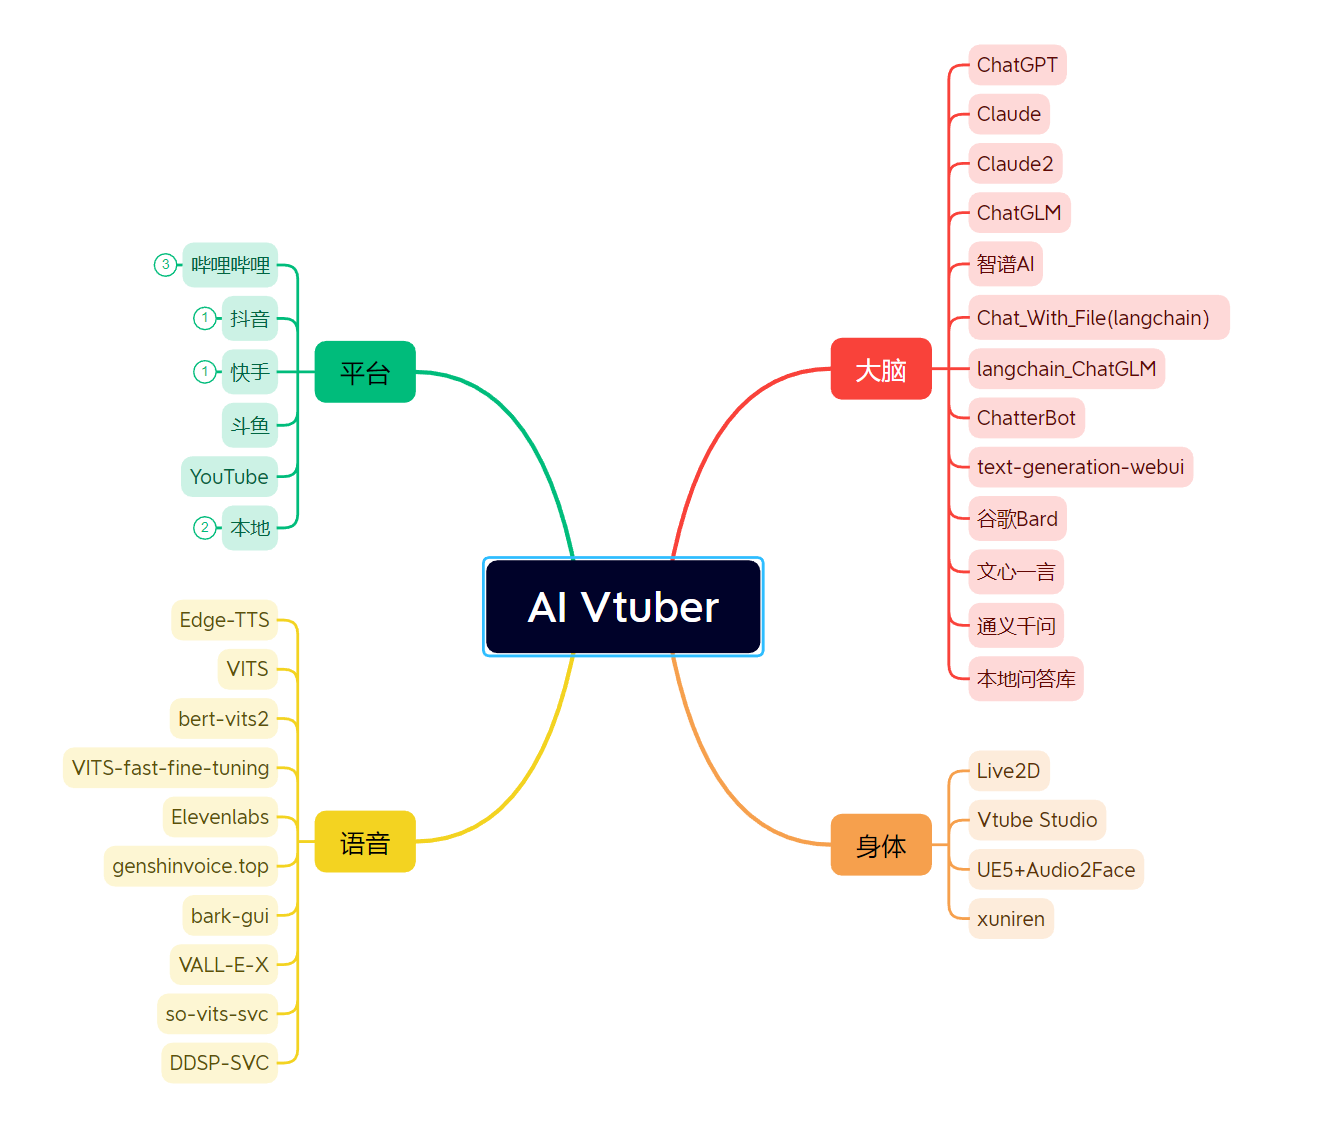 AI Vtuber
大脑
ChatGPT
Claude
Claude2
ChatGLM
智谱AI
Chat_With_File(langchain)
langchain_ChatGLM
ChatterBot
text-generation-webui
谷歌Bard
文心一言
通义千问
本地问答库
身体
Live2D
Vtube Studio
UE5+Audio2Face
xuniren
平台
哔哩哔哩
3
抖音
1
快手
1
斗鱼
YouTube
本地
2
语音
Edge-TTS
VITS
bert-vits2
VITS-fast-fine-tuning
Elevenlabs
genshinvoice.top
bark-gui
VALL-E-X
so-vits-svc
DDSP-SVC